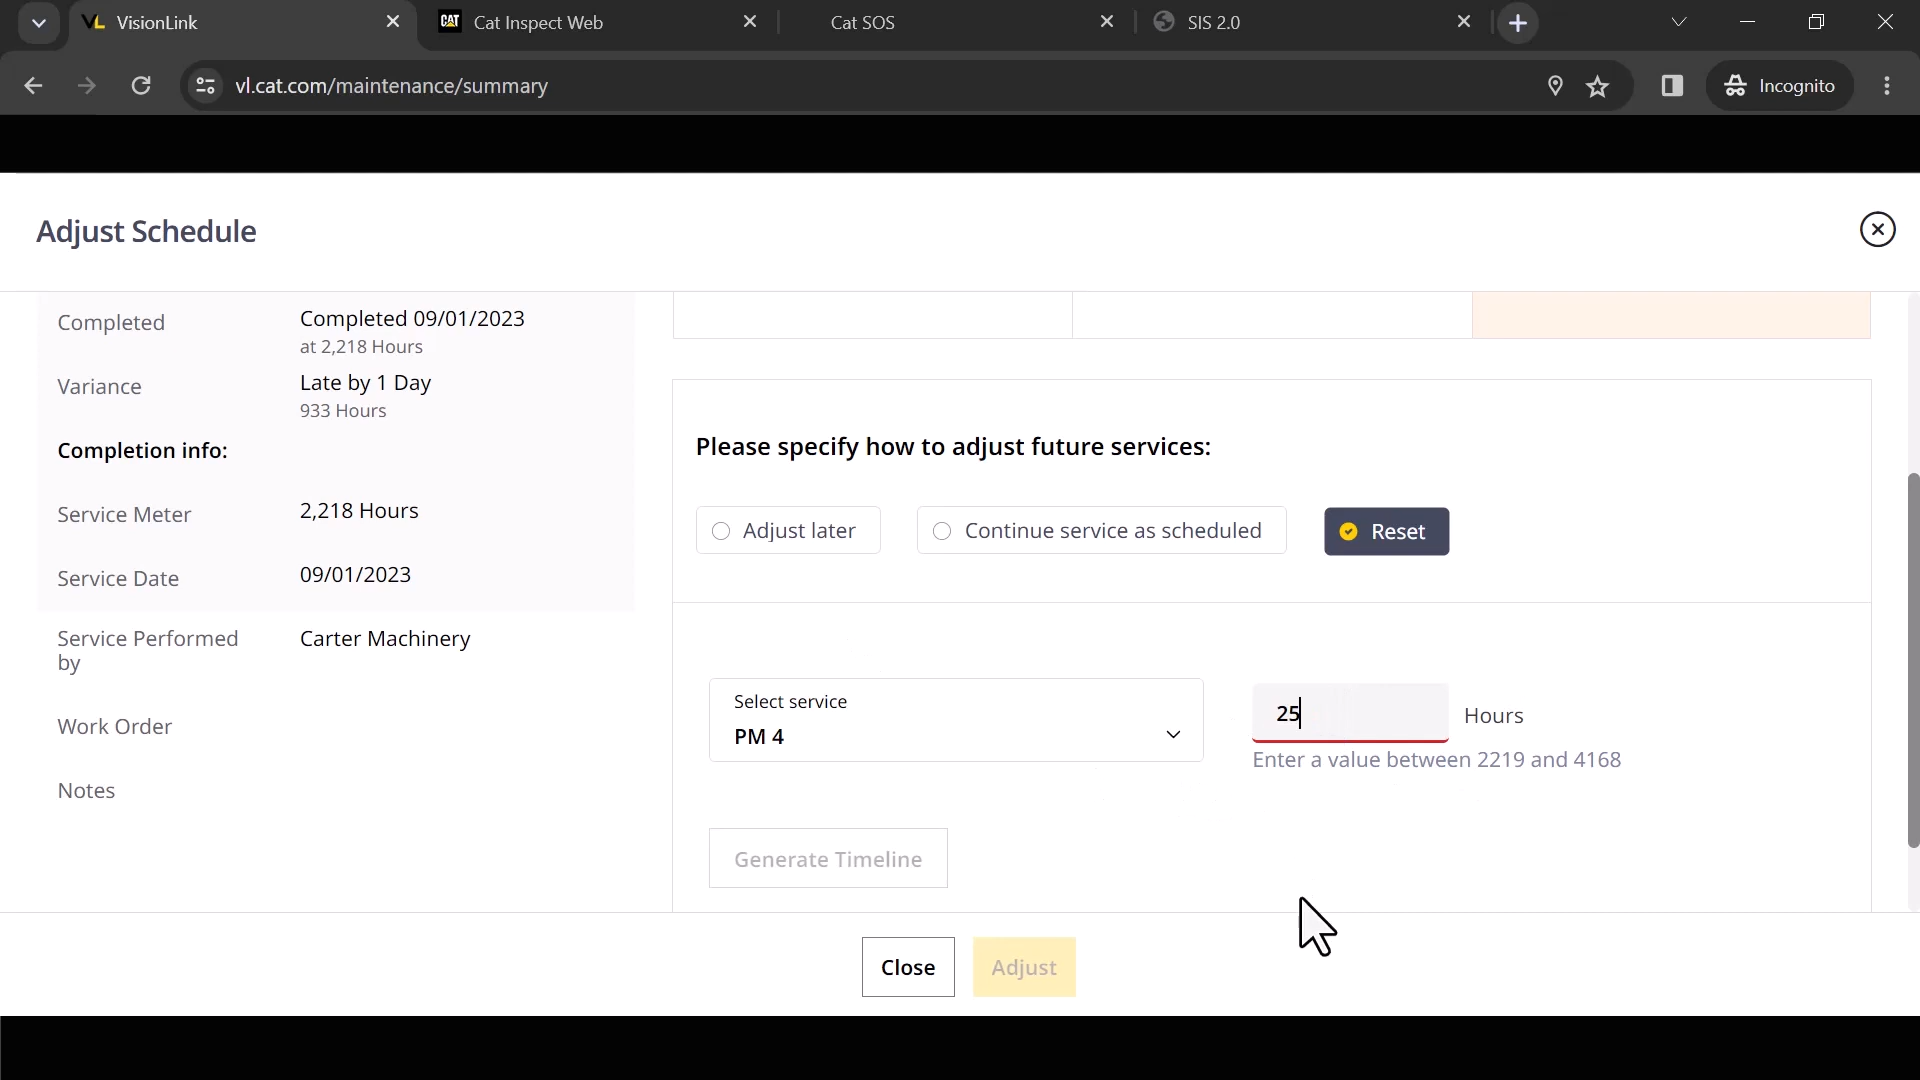 VisionLink
CAT Cat Inspect Web
Cat SOS
SIS 2.0
vl.cat.com/maintenance/summary
Incognito
Adjust Schedule
Completed
Completed 09/01/2023
at 2,218 Hours
Variance
Late by 1 Day
933 Hours
Completion info:
Service Meter
2,218 Hours
Service Date
09/01/2023
Service Performed
by
Carter Machinery
Work Order
Notes
Please specify how to adjust future services:
Adjust later
Continue service as scheduled
Reset
Select service
PM 4
25
Hours
Enter a value between 2219 and 4168
Generate Timeline
Close
Adjust